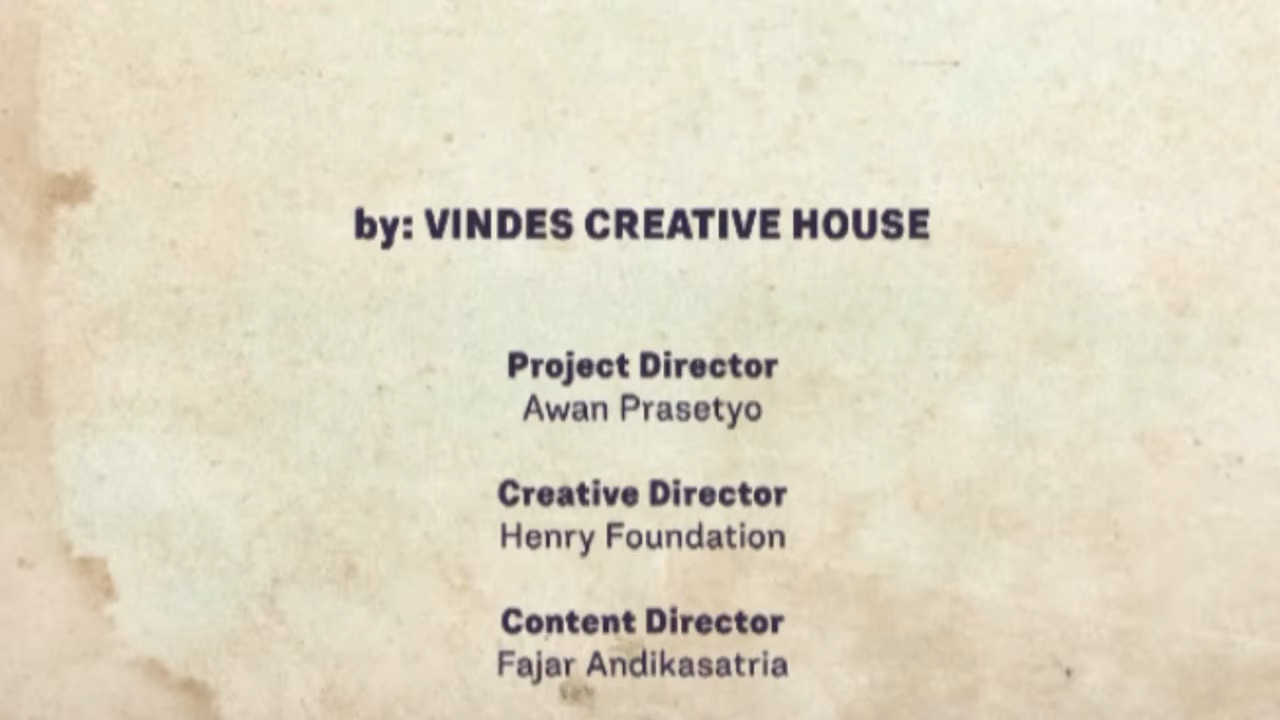 by: VINDES CREATIVE HOUSE
Project Director
Awan Prasetyo
Creative Director
Henry Foundation
Content Director
Fajar Andikasatria